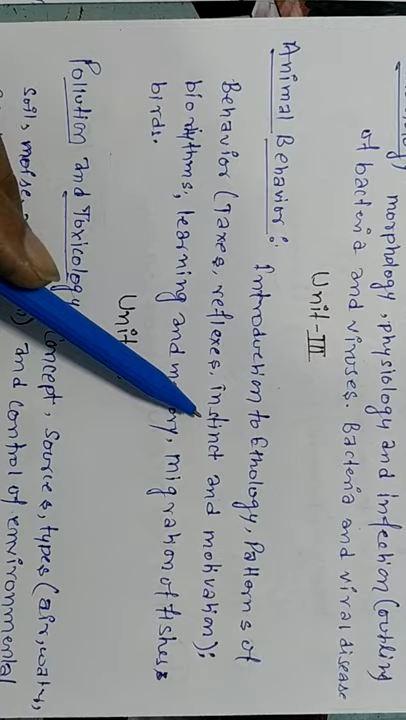 morphology, physiology and infection (outling
of bacteria and viruses. Bacteria and viral disease
Unit-III
Animal Behavior: Introduction to Ethology, Patterns of
Behavior (Taxes, reflexes, instinct and motivation);
biorhythms, learning and, migration of fishes &
birds.
Unit
Pollution and Toxicology Concept, Sources, types (air, water,
soil, noise and control of environmental